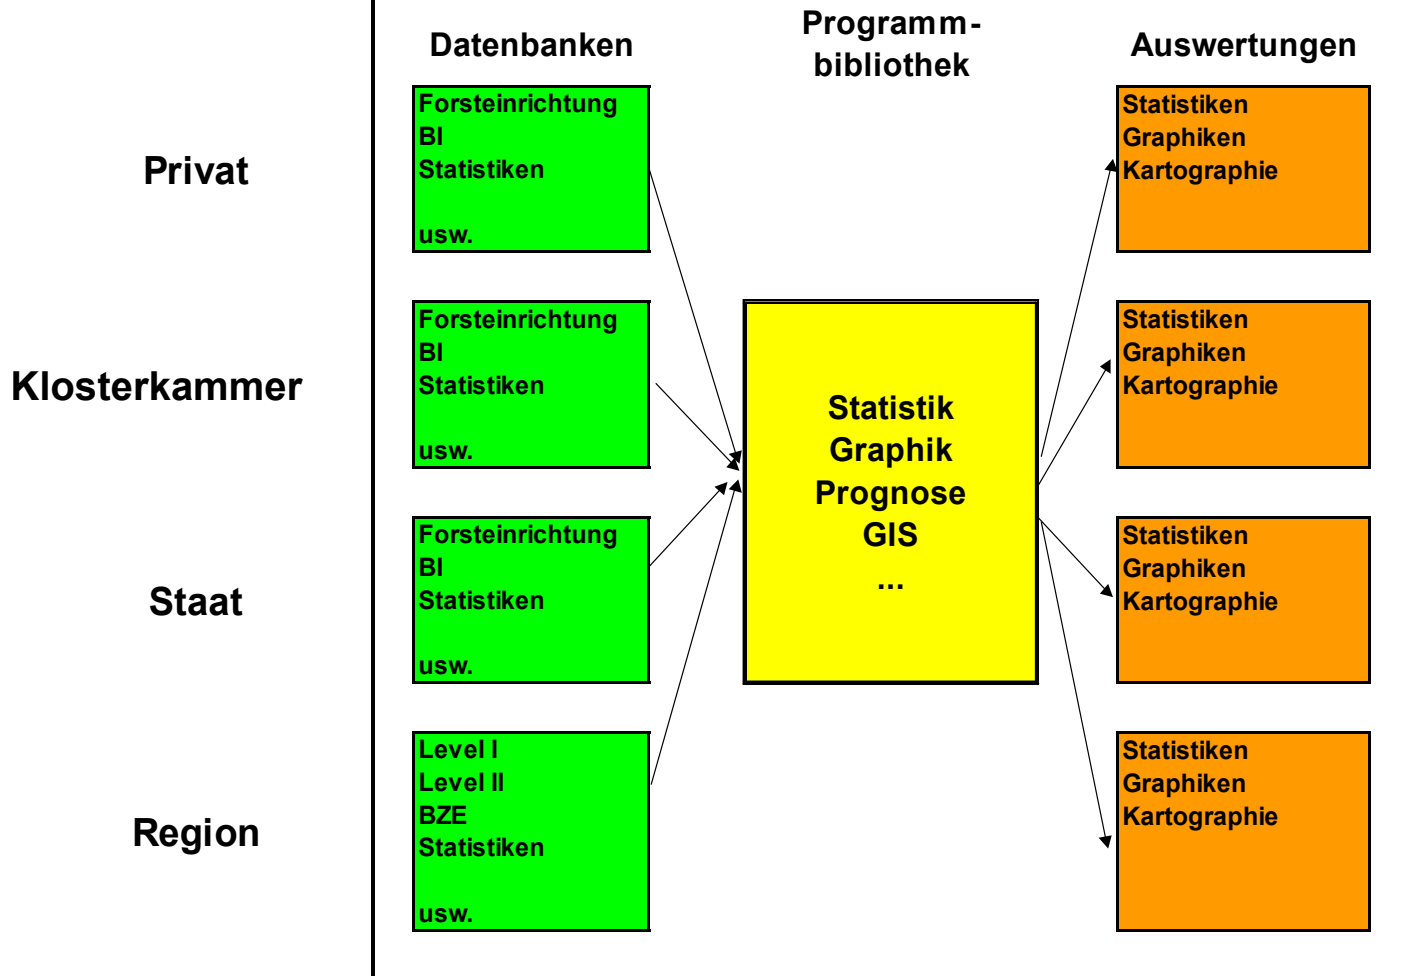 Datenbanken
Programm-
bibliothek
Auswertungen
Privat
Forsteinrichtung
BI
Statistiken
usw.
Statistiken
Graphiken
Kartographie
Klosterkammer
Forsteinrichtung
BI
Statistiken
usw.
Statistik
Graphik
Prognose
GIS
...
Statistiken
Graphiken
Kartographie
Staat
Forsteinrichtung
BI
Statistiken
usw.
Statistiken
Graphiken
Kartographie
Region
Level I
Level II
BZE
Statistiken
usw.
Statistiken
Graphiken
Kartographie